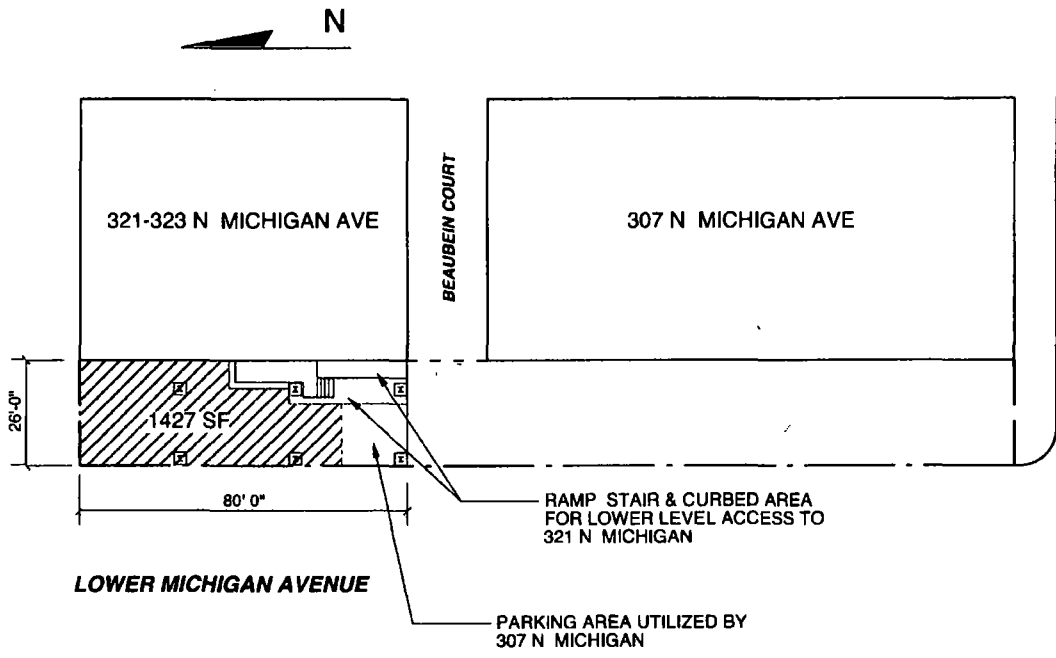 N
321-323 N MICHIGAN AVE
BEAUBEIN COURT
307 N MICHIGAN AVE
26'-0"
1427 SF
80' 0"
RAMP STAIR & CURBED AREA
FOR LOWER LEVEL ACCESS TO
321 N MICHIGAN
LOWER MICHIGAN AVENUE
PARKING AREA UTILIZED BY
307 N MICHIGAN